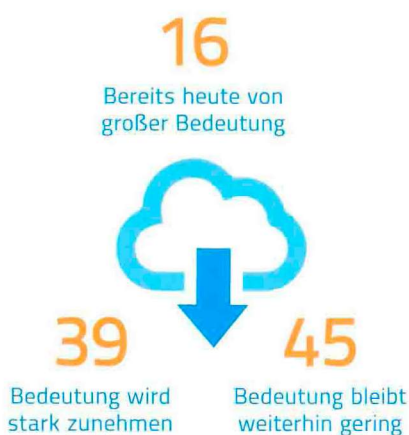 16
Bereits heute von
großer Bedeutung
39
Bedeutung wird
stark zunehmen
45
Bedeutung bleibt
weiterhin gering